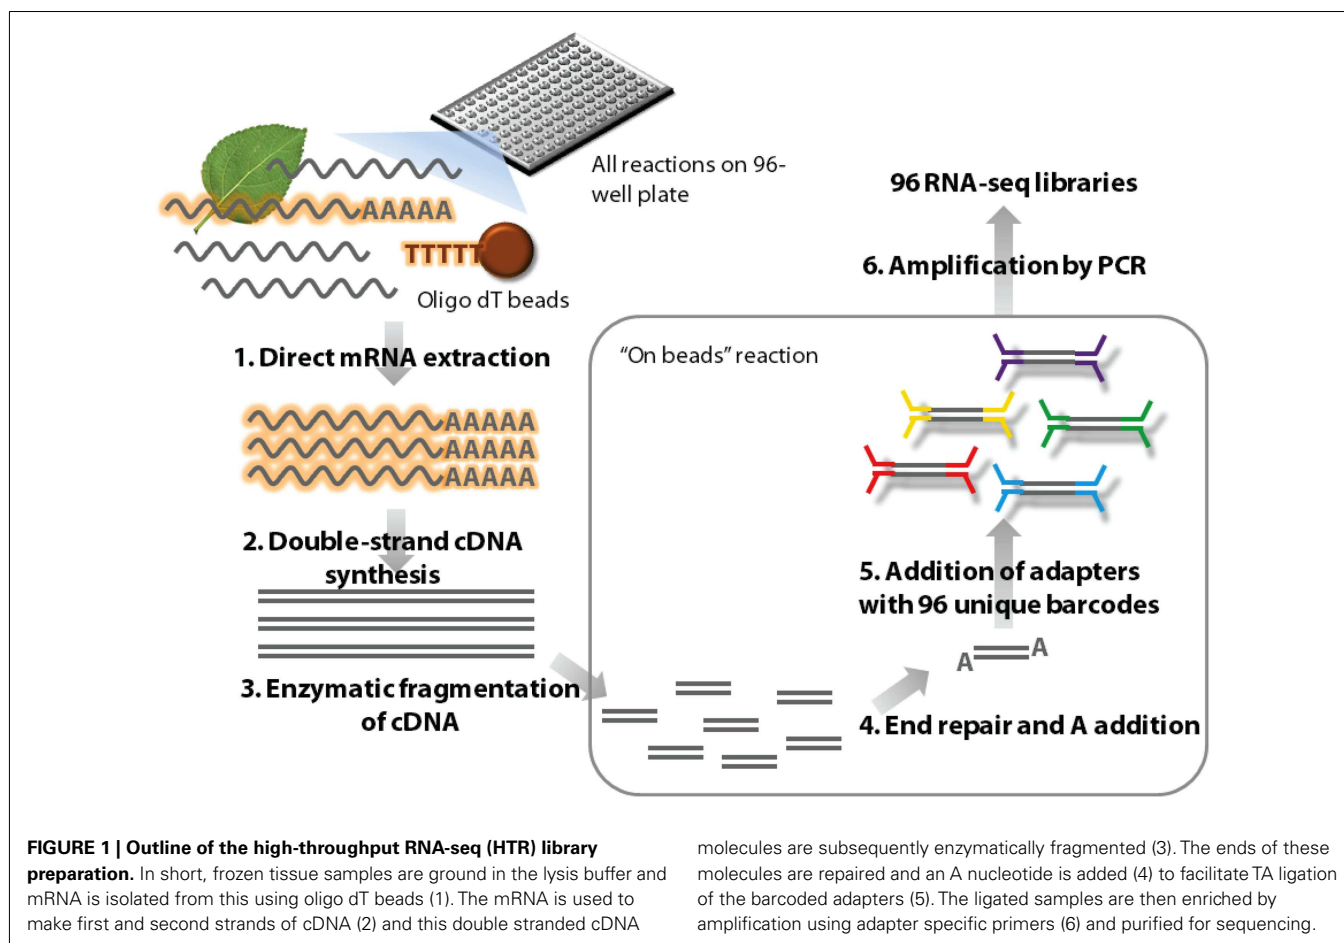 All reactions on 96-
well plate
AAAAA
TTTTT
Oligo dT beads
1. Direct mRNA extraction
AAAAA
AAAAA
AAAAA
2. Double-strand cDNA
synthesis
3. Enzymatic fragmentation
of cDNA
"On beads" reaction
4. End repair and A addition
A
A
5. Addition of adapters
with 96 unique barcodes
6. Amplification by PCR
96 RNA-seq libraries
FIGURE 1 | Outline of the high-throughput RNA-seq (HTR) library
preparation. In short, frozen tissue samples are ground in the lysis buffer and
mRNA is isolated from this using oligo dT beads (1). The mRNA is used to
make first and second strands of cDNA (2) and this double stranded cDNA
molecules are subsequently enzymatically fragmented (3). The ends of these
molecules are repaired and an A nucleotide is added (4) to facilitate TA ligation
of the barcoded adapters (5). The ligated samples are then enriched by
amplification using adapter specific primers (6) and purified for sequencing.